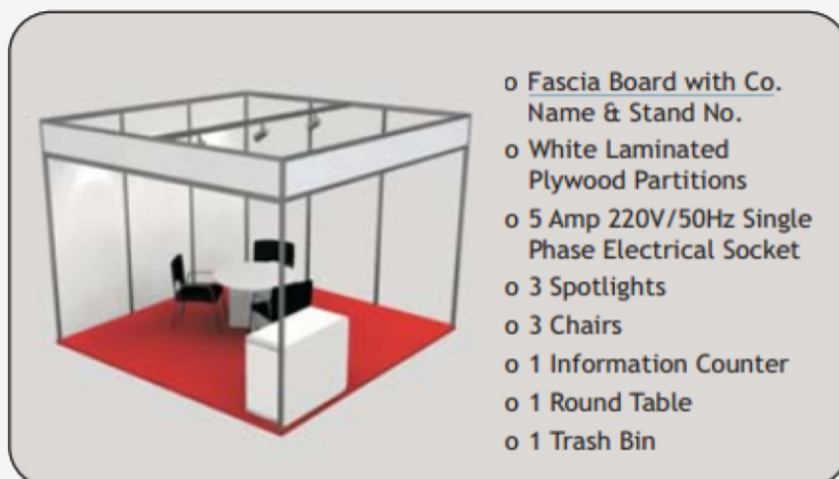 o Fascia Board with Co.
Name & Stand No.
o White Laminated
Plywood Partitions
o 5 Amp 220V/50Hz Single
Phase Electrical Socket
o 3 Spotlights
o 3 Chairs
o 1 Information Counter
o 1 Round Table
o 1 Trash Bin